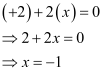 (+2)+2(x)=0
⇒2+2x=0
⇒x=−1